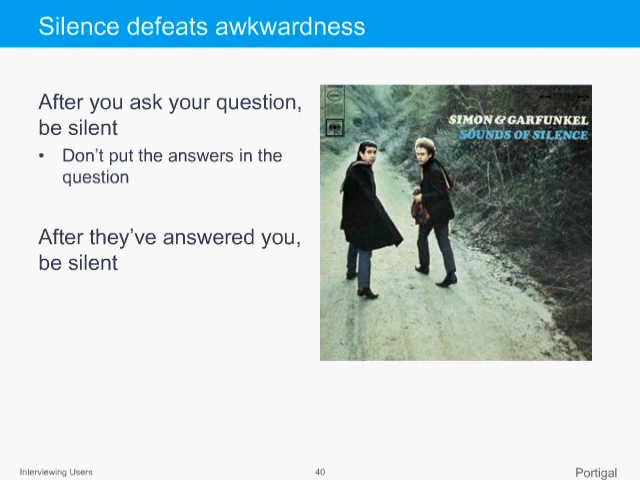 Silence defeats awkwardness
After you ask your question,
be silent
• Don’t put the answers in the
question
After they’ve answered you,
be silent
SIMON & GARFUNKEL
SOUNDS OF SILENCE
Interviewing Users
40
Portigal